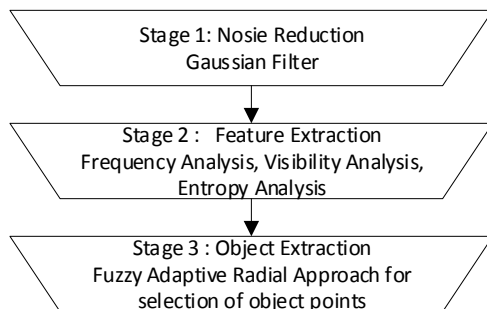 Stage 1: Nosie Reduction
Gaussian Filter
Stage 2 : Feature Extraction
Frequency Analysis, Visibility Analysis,
Entropy Analysis
Stage 3 : Object Extraction
Fuzzy Adaptive Radial Approach for
selection of object points